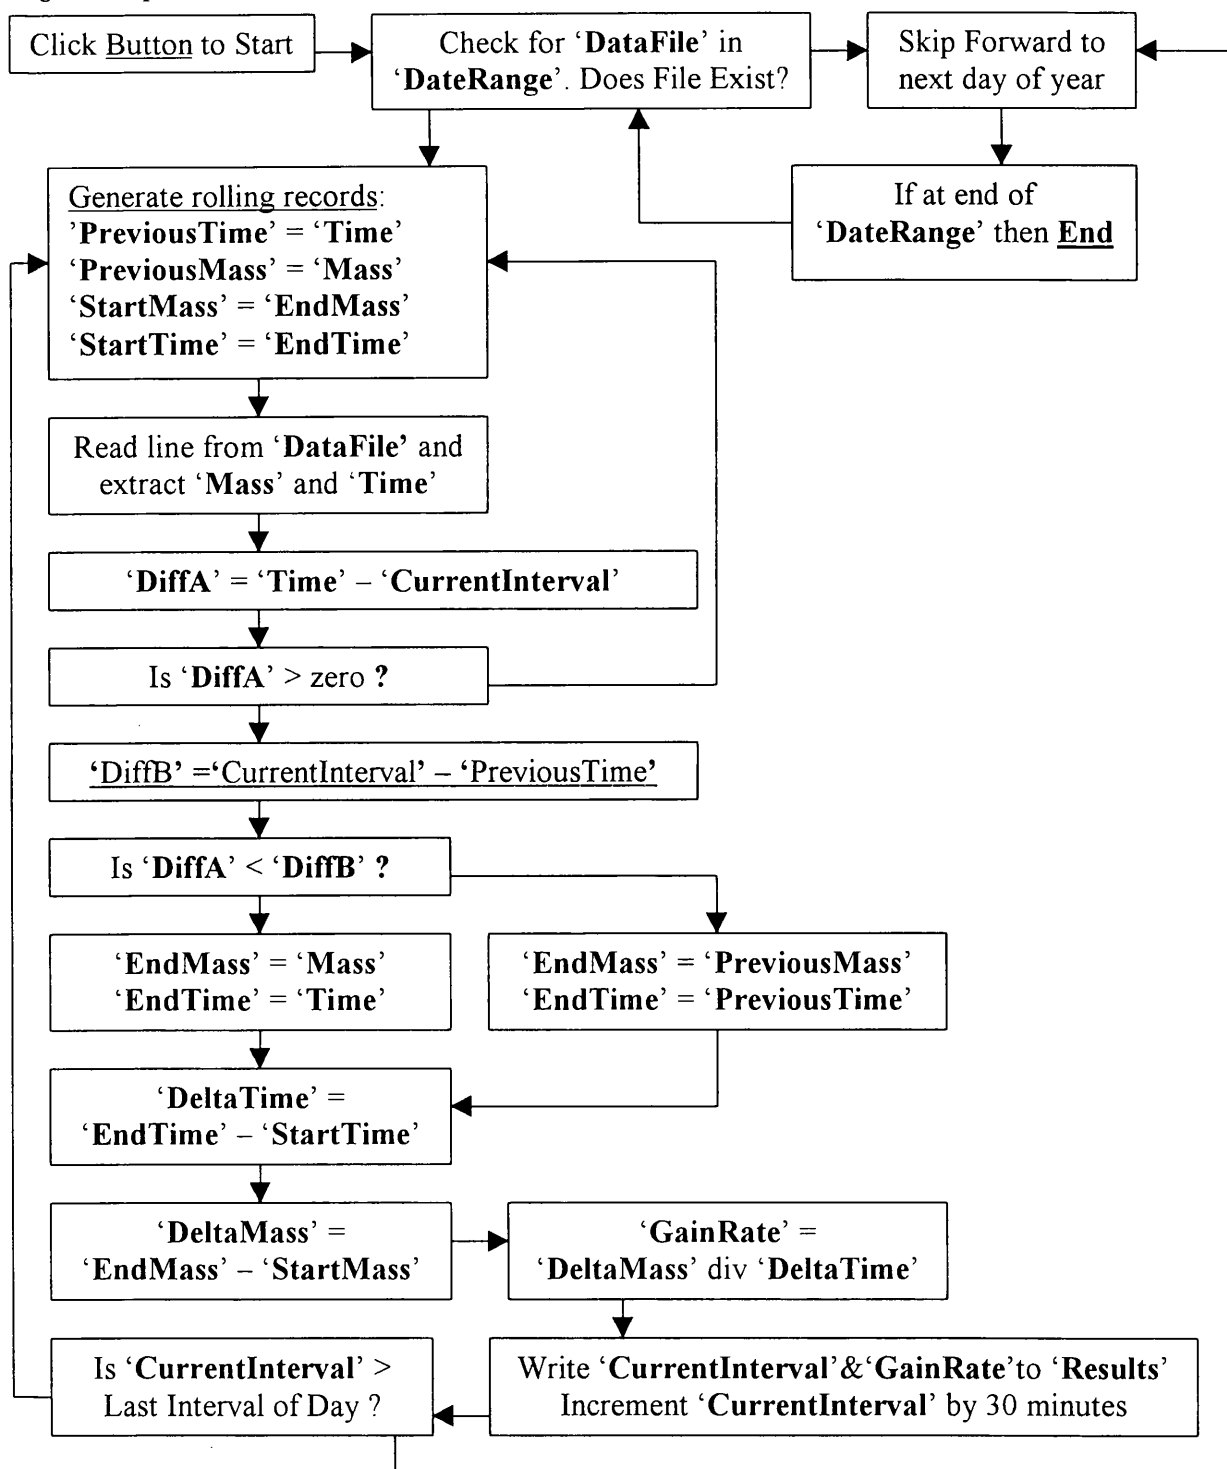 Click Button to Start
Check for ‘DataFile’ in
‘DateRange’. Does File Exist?
Skip Forward to
next day of year
If at end of
‘DateRange’ then End
Generate rolling records:
’PreviousTime’ = ‘Time’
‘PreviousMass’ = ‘Mass’
‘StartMass’ = ‘EndMass’
‘StartTime’ = ‘EndTime’
Read line from ‘DataFile’ and
extract ‘Mass’ and ‘Time’
‘DiffA’ = ‘Time’ – ‘CurrentInterval’
Is ‘DiffA’ > zero ?
‘DiffB’ =‘CurrentInterval’ – ‘PreviousTime’
Is ‘DiffA’ < ‘DiffB’ ?
‘EndMass’ = ‘Mass’
‘EndTime’ = ‘Time’
‘EndMass’ = ‘PreviousMass’
‘EndTime’ = ‘PreviousTime’
‘DeltaTime’ =
‘EndTime’ – ‘StartTime’
‘DeltaMass’ =
‘EndMass’ – ‘StartMass’
‘GainRate’ =
‘DeltaMass’ div ‘DeltaTime’
Is ‘CurrentInterval’ >
Last Interval of Day ?
Write ‘CurrentInterval’&‘GainRate’to ‘Results’
Increment ‘CurrentInterval’ by 30 minutes